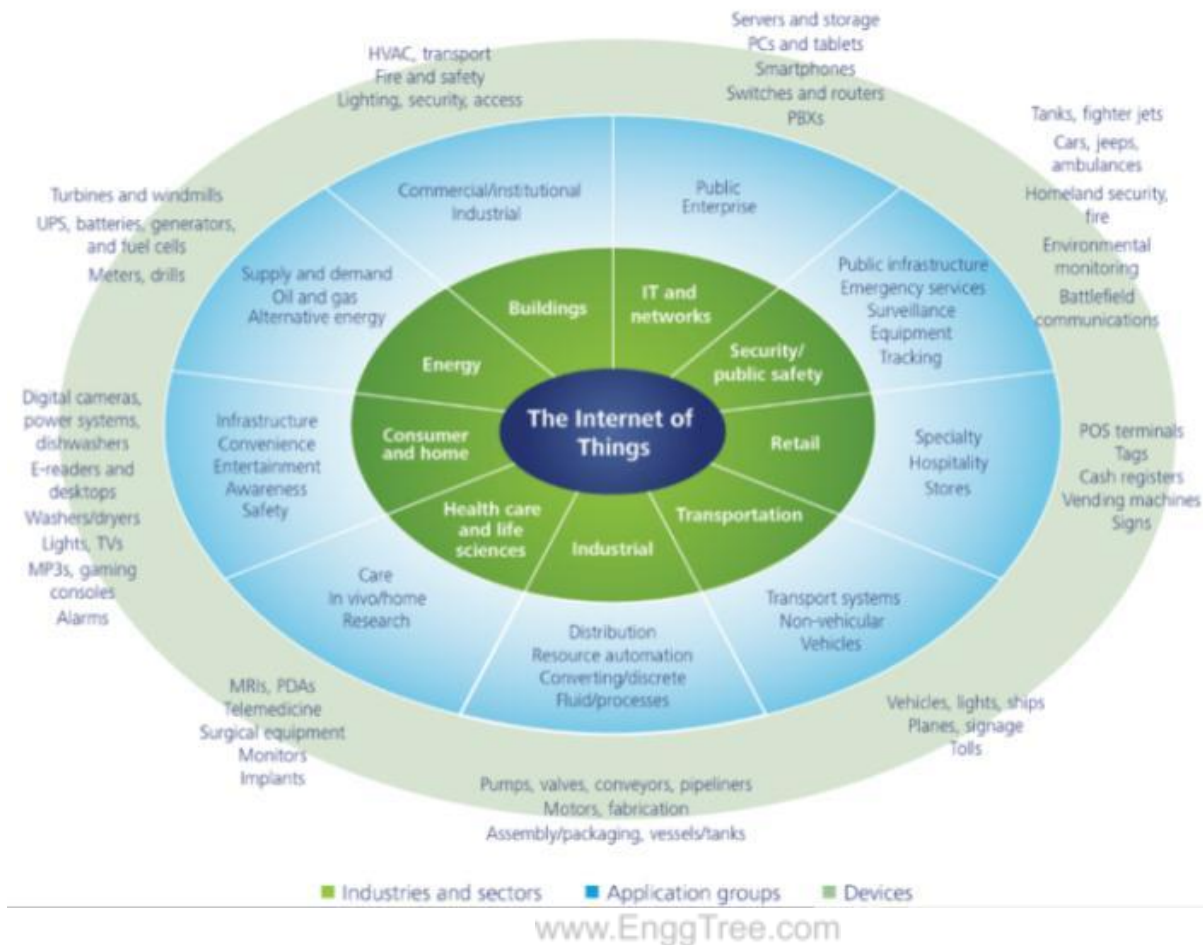 Servers and storage
PCs and tablets
Smartphones
Switches and routers
PBXs
HVAC, transport
Fire and safety
Lighting, security, access
Tanks, fighter jets
Cars, jeeps,
ambulances
Homeland security,
fire
Environmental
monitoring
Battlefield
communications
Turbines and windmills
UPS, batteries, generators,
and fuel cells
Meters, drills
Commercial/institutional
Industrial
Public
Enterprise
Supply and demand
Oil and gas
Alternative energy
Public infrastructure
Emergency services
Surveillance
Equipment
Tracking
Buildings
IT and
networks
Energy
Security/
public safety
Digital cameras,
power systems,
dishwashers
E-readers and
desktops
Washers/dryers
Lights, TVs
MP3s, gaming
consoles
Alarms
Infrastructure
Convenience
Entertainment
Awareness
Safety
Consumer
and home
The Internet of
Things
Retail
Specialty
Hospitality
Stores
POS terminals
Tags
Cash registers
Vending machines
Signs
Health care
and life
sciences
Industrial
Transportation
Care
In vivo/home
Research
Distribution
Resource automation
Converting/discrete
Fluid/processes
Transport systems
Non-vehicular
Vehicles
MRIs, PDAs
Telemedicine
Surgical equipment
Monitors
Implants
Pumps, valves, conveyors, pipeliners
Motors, fabrication
Assembly/packaging, vessels/tanks
Vehicles, lights, ships
Planes, signage
Tolls
Industries and sectors
Application groups
Devices
www.EnggTree.com